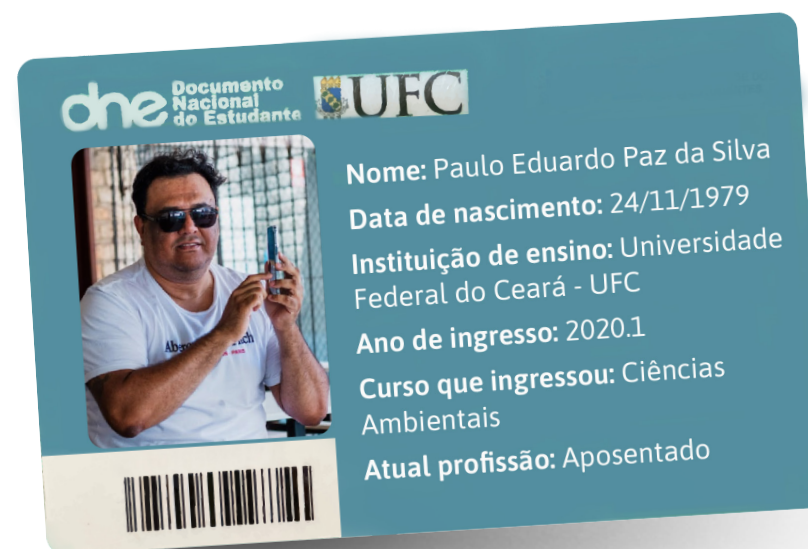 dne Documento
Nacional
do Estudante
UFC
Nome: Paulo Eduardo Paz da Silva
Data de nascimento: 24/11/1979
Instituição de ensino: Universidade
Federal do Ceará - UFC
Ano de ingresso: 2020.1
Curso que ingressou: Ciências
Ambientais
Atual profissão: Aposentado